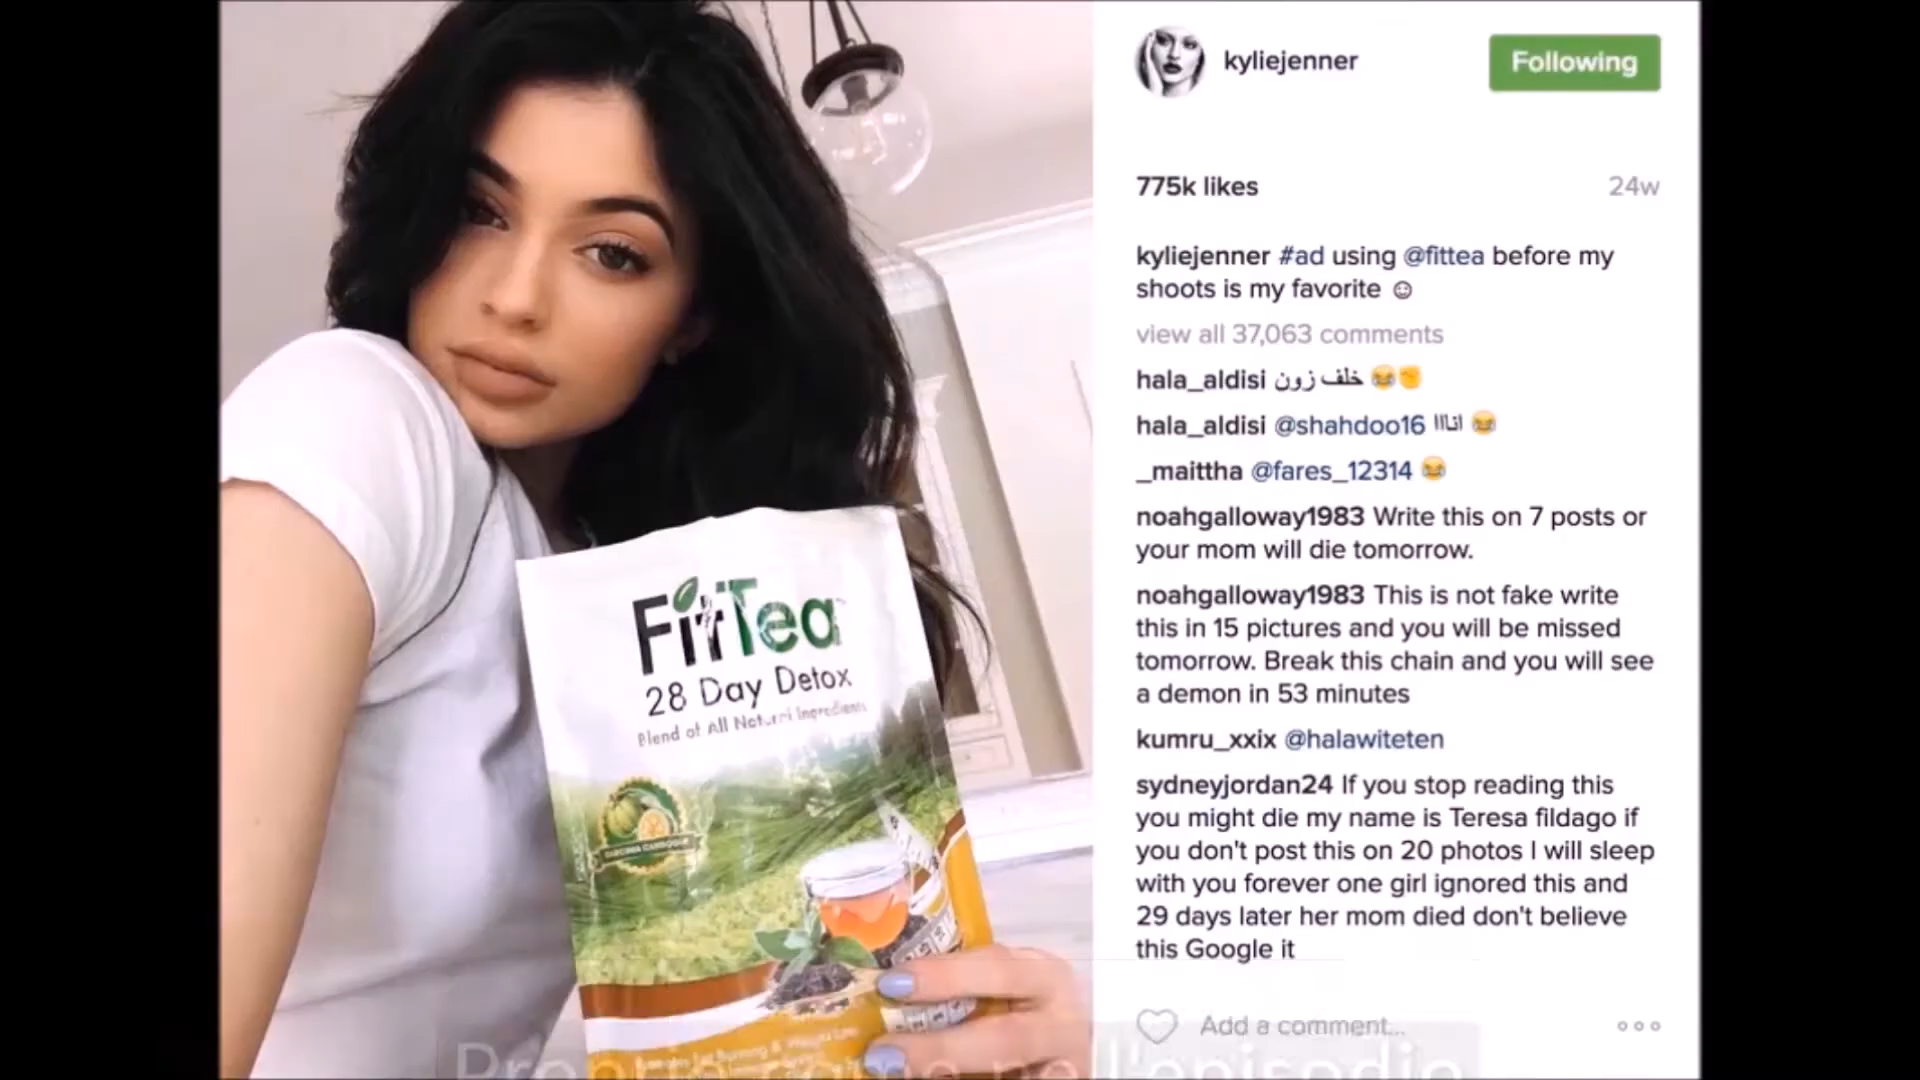 kyliejenner
Following
775k likes
24w
kyliejenner #ad using @fittea before my
shoots is my favorite ☺
view all 37,063 comments
hala_aldisi خلف زون 😂✊
hala_aldisi @shahdoo16 اناااا 😂
_maittha @fares_12314 😂
noahgalloway1983 Write this on 7 posts or
your mom will die tomorrow.
noahgalloway1983 This is not fake write
this in 15 pictures and you will be missed
tomorrow. Break this chain and you will see
a demon in 53 minutes
kumru_xxix @halawiteten
sydneyjordan24 If you stop reading this
you might die my name is Teresa fildago if
you don't post this on 20 photos I will sleep
with you forever one girl ignored this and
29 days later her mom died don't believe
this Google it
Add a comment...
FitTea
28 Day Detox
Blend of All Natural Ingredients
GARCINIA CAMBOGIA
nell'episodio